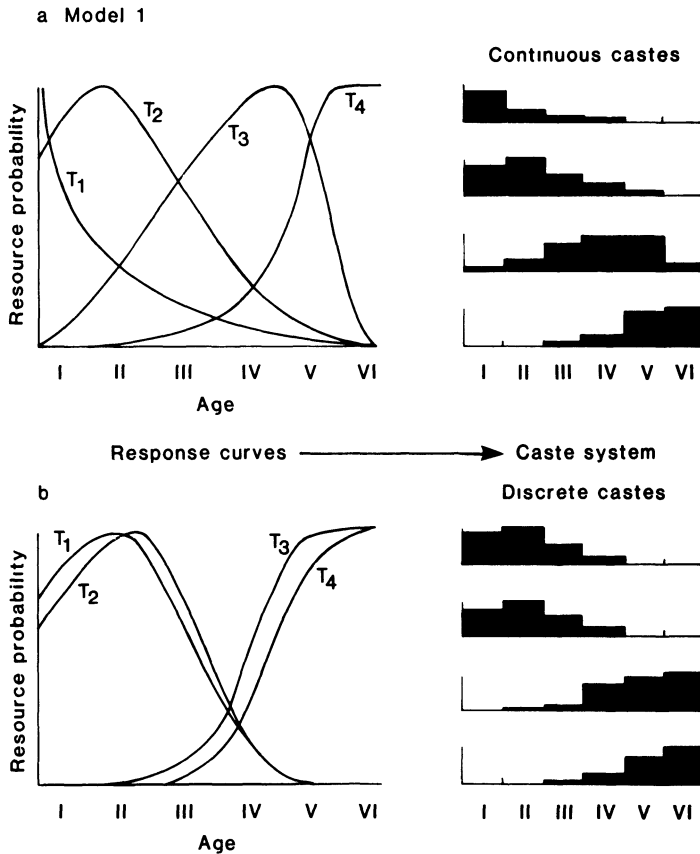 a Model 1
Continuous castes
Resource probability
T1
T2
T3
T4
I II III IV V VI
Age
I II III IV V VI
Response curves
Caste system
b
Discrete castes
Resource probability
T1
T2
T3
T4
I II III IV V VI
Age
I II III IV V VI